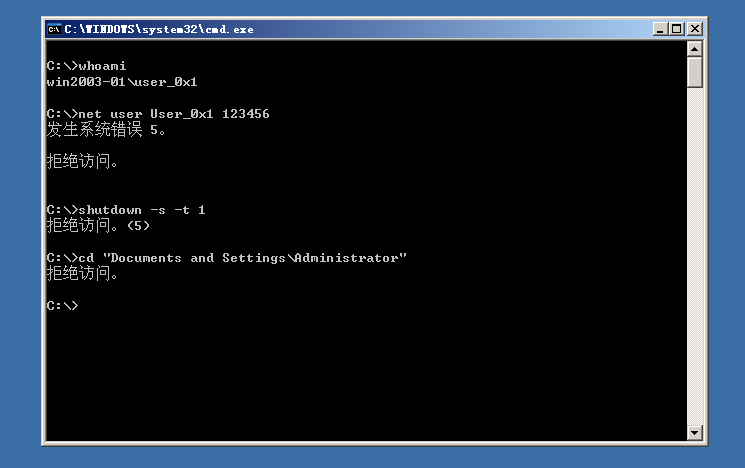 C:\WINDOWS\system32\cmd.exe
C:\>whoami
win2003-01\user_0x1
C:\>net user User_0x1 123456
发生系统错误 5。
拒绝访问。
C:\>shutdown -s -t 1
拒绝访问。(5)
C:\>cd "Documents and Settings\Administrator"
拒绝访问。
C:\>